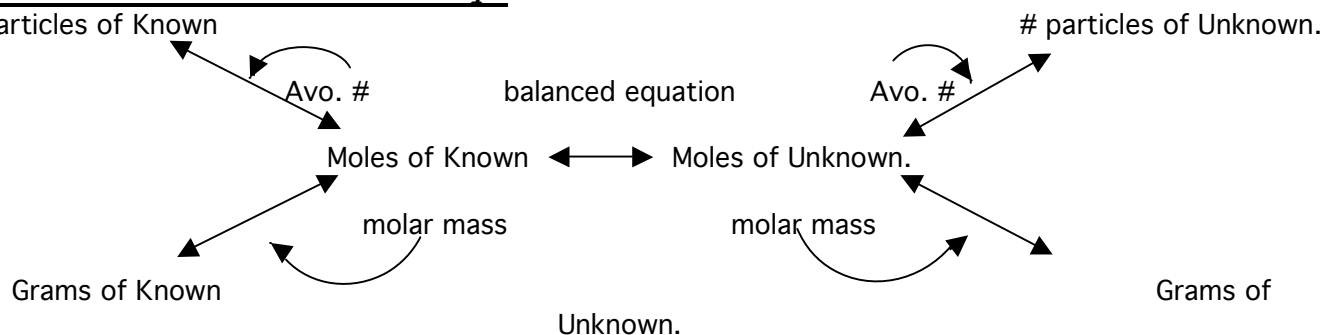 articles of Known # particles of Unknown.
Avo. # balanced equation Avo. #
Moles of Known Moles of Unknown.
molar mass molar mass
Grams of Known Grams of
Unknown.